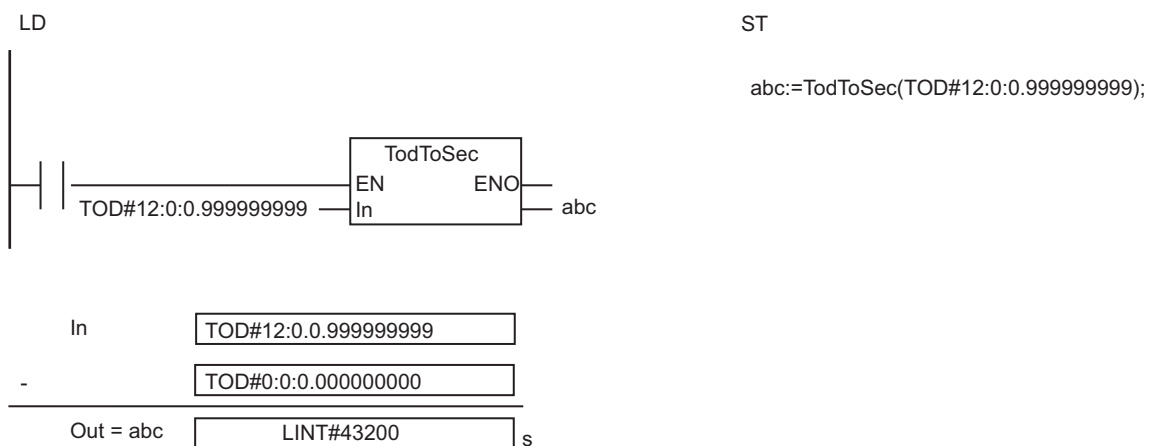 LD
ST
abc:=TodToSec(TOD#12:0:0.999999999);
TodToSec
EN ENO
TOD#12:0:0.999999999 In abc
In TOD#12:0.0.999999999
- TOD#0:0:0.000000000
Out = abc LINT#43200 s